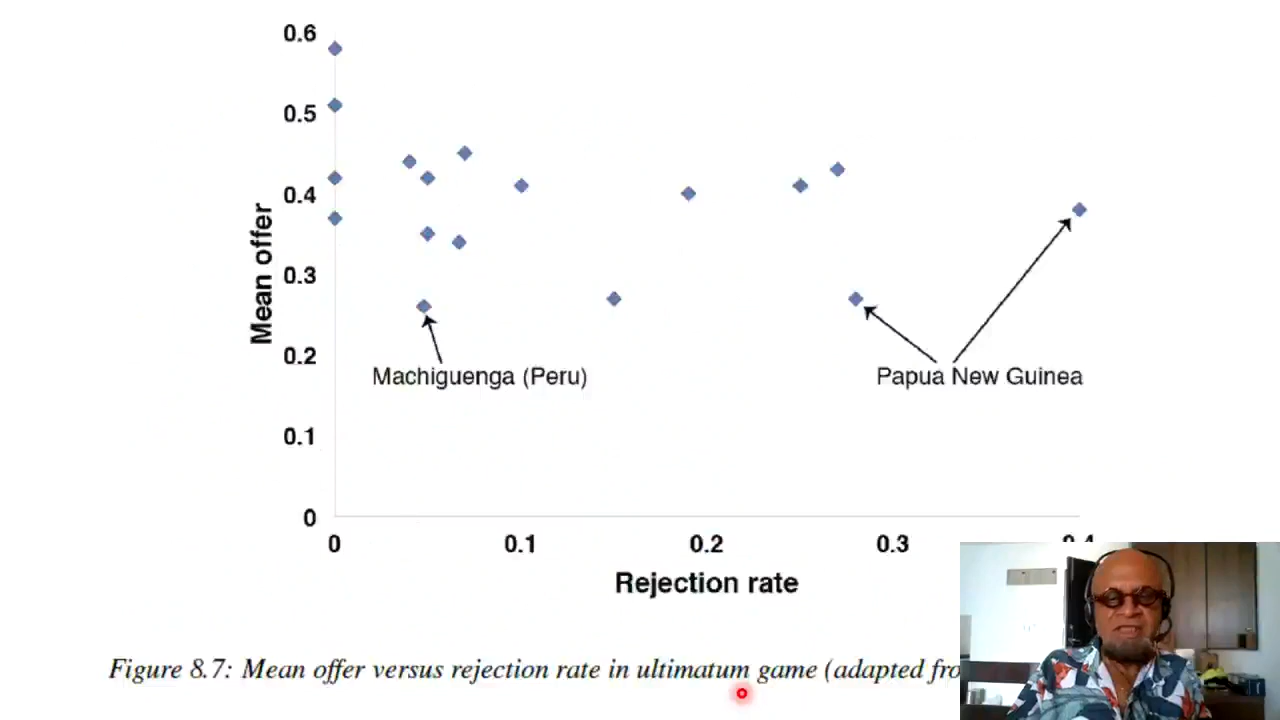 0.6
0.5
0.4
0.3
0.2
0.1
0
Mean offer
Machiguenga (Peru)
Papua New Guinea
0 0.1 0.2 0.3
Rejection rate
Figure 8.7: Mean offer versus rejection rate in ultimatum game (adapted